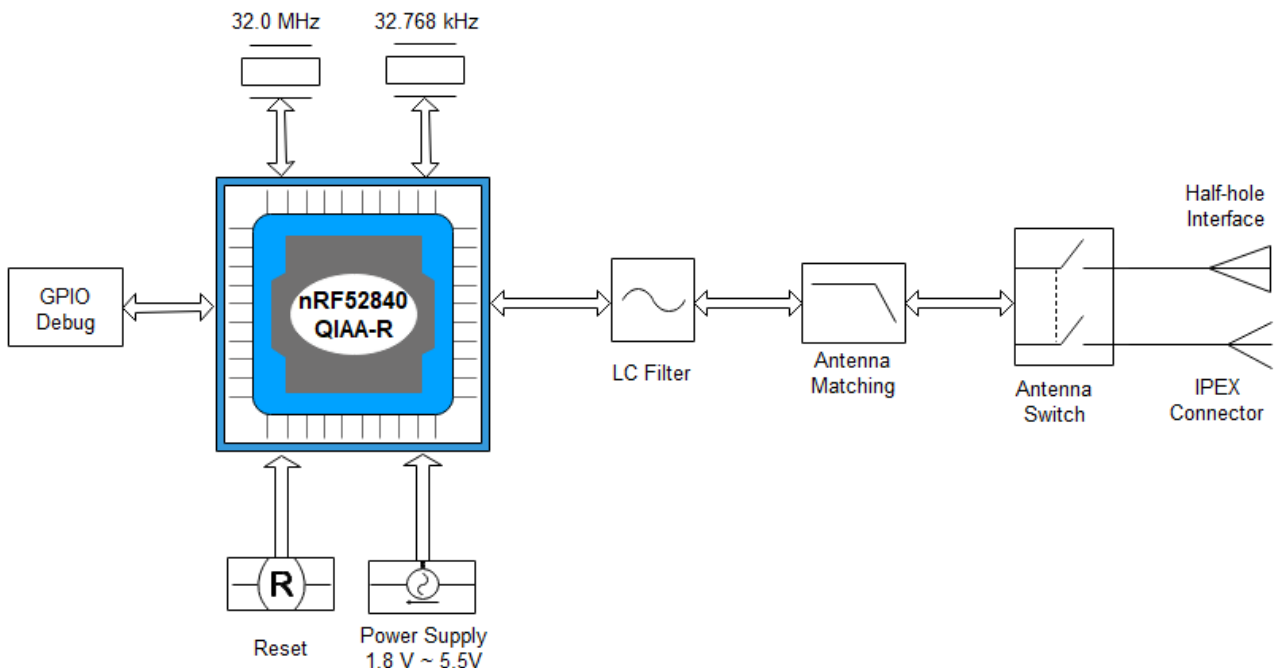 32.0 MHz
32.768 kHz
Half-hole
Interface
GPIO
Debug
nRF52840
QIAA-R
LC Filter
Antenna
Matching
Antenna
Switch
IPEX
Connector
R
Reset
Power Supply
1.8 V ~ 5.5V